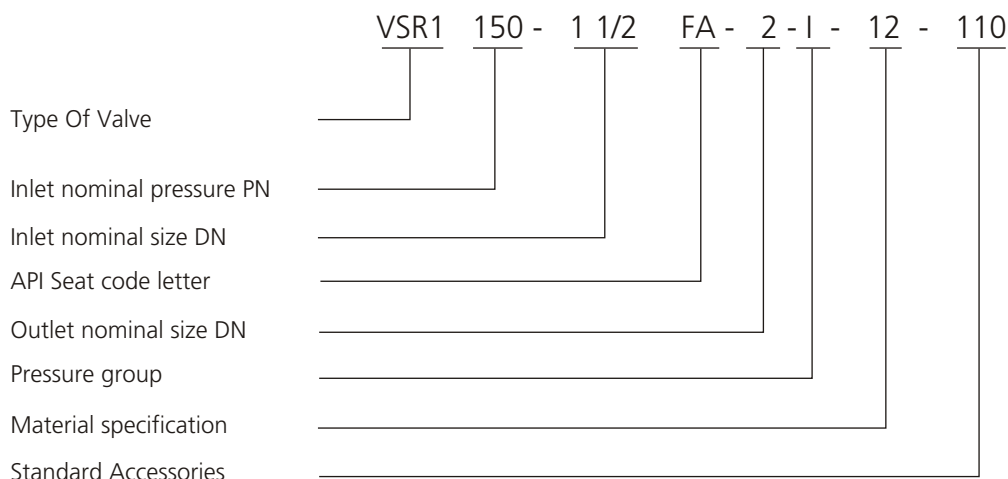 VSR1 150 - 1 1/2 FA - 2 - I - 12 - 110
Type Of Valve
Inlet nominal pressure PN
Inlet nominal size DN
API Seat code letter
Outlet nominal size DN
Pressure group
Material specification
Standard Accessories